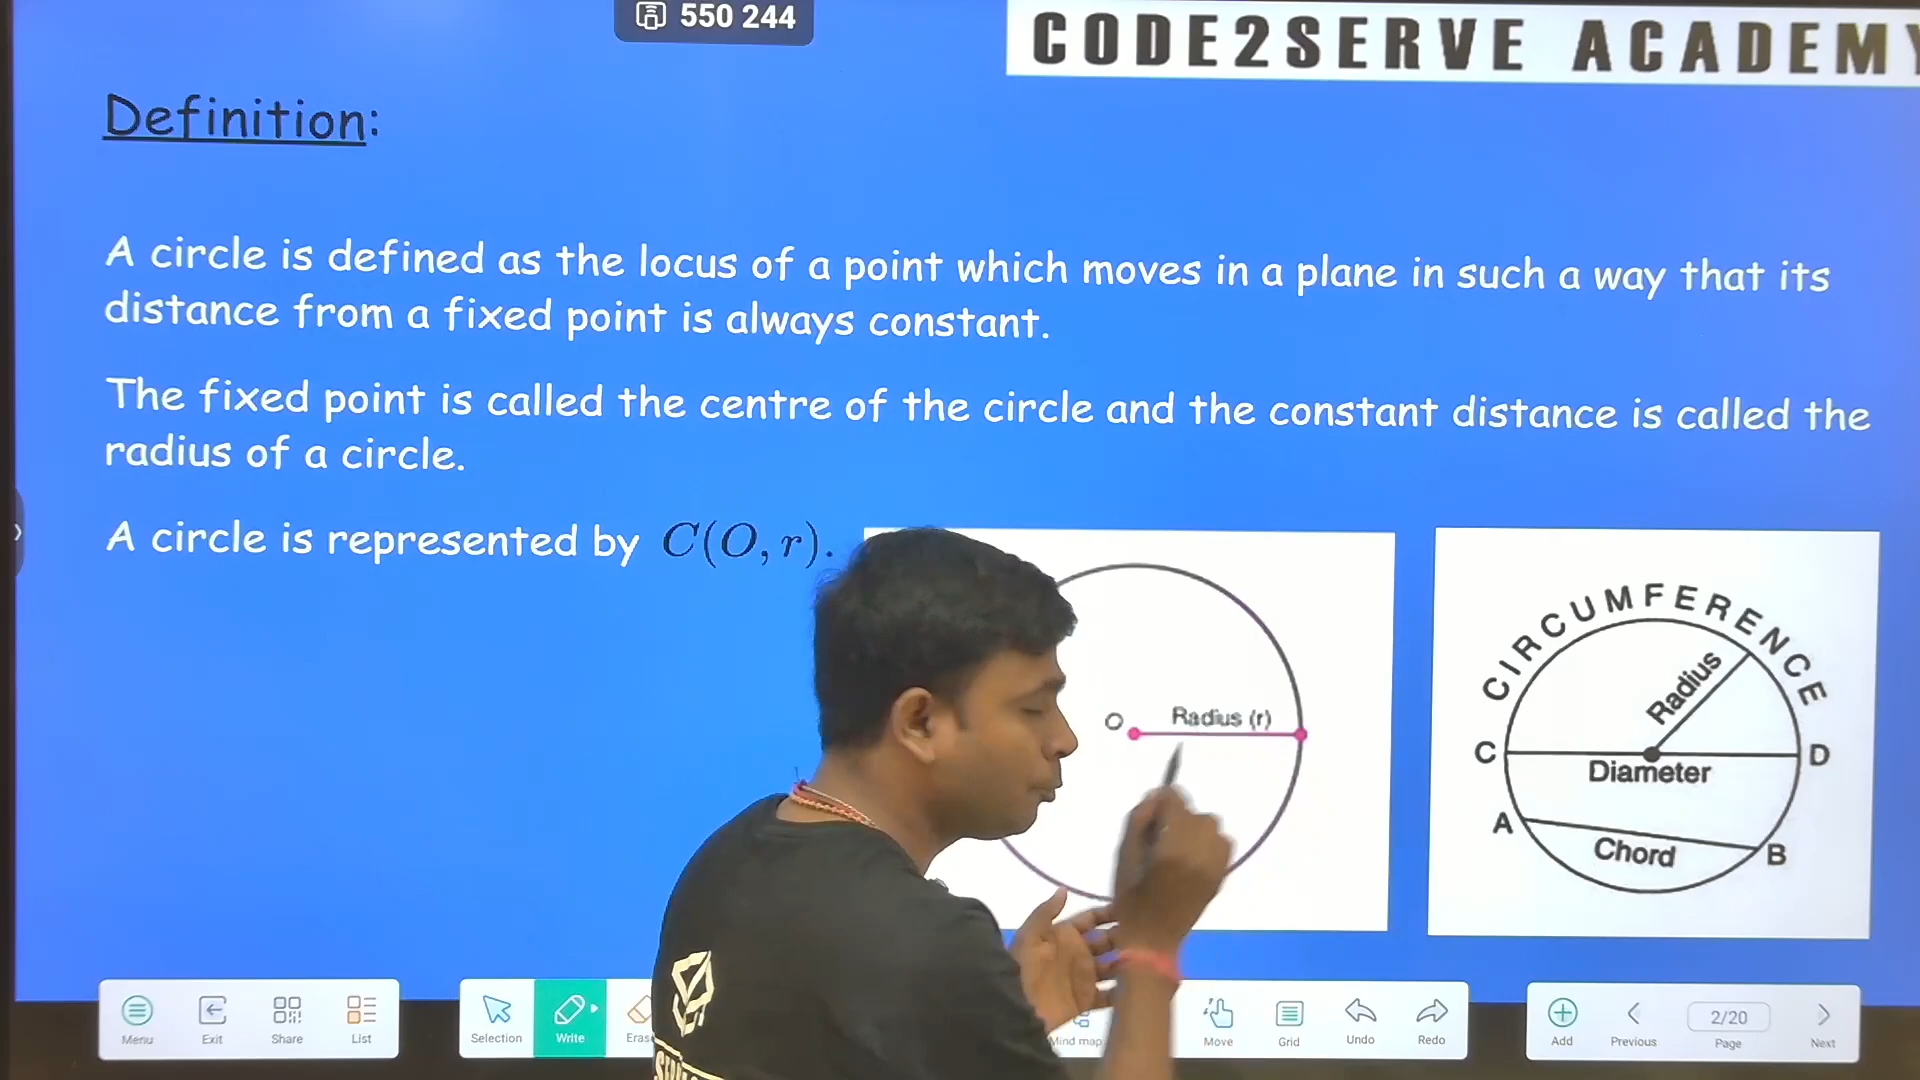 550 244
CODE2SERVE ACADEMY
Definition:
A circle is defined as the locus of a point which moves in a plane in such a way that its
distance from a fixed point is always constant.
The fixed point is called the centre of the circle and the constant distance is called the
radius of a circle.
A circle is represented by C(O, r).
O Radius (r)
CIRCUMFERENCE
Radius
C D
Diameter
A B
Chord
Menu Exit Share List
Selection Write Mind map Move Grid Undo Redo
Add Previous 2/20 Page Next